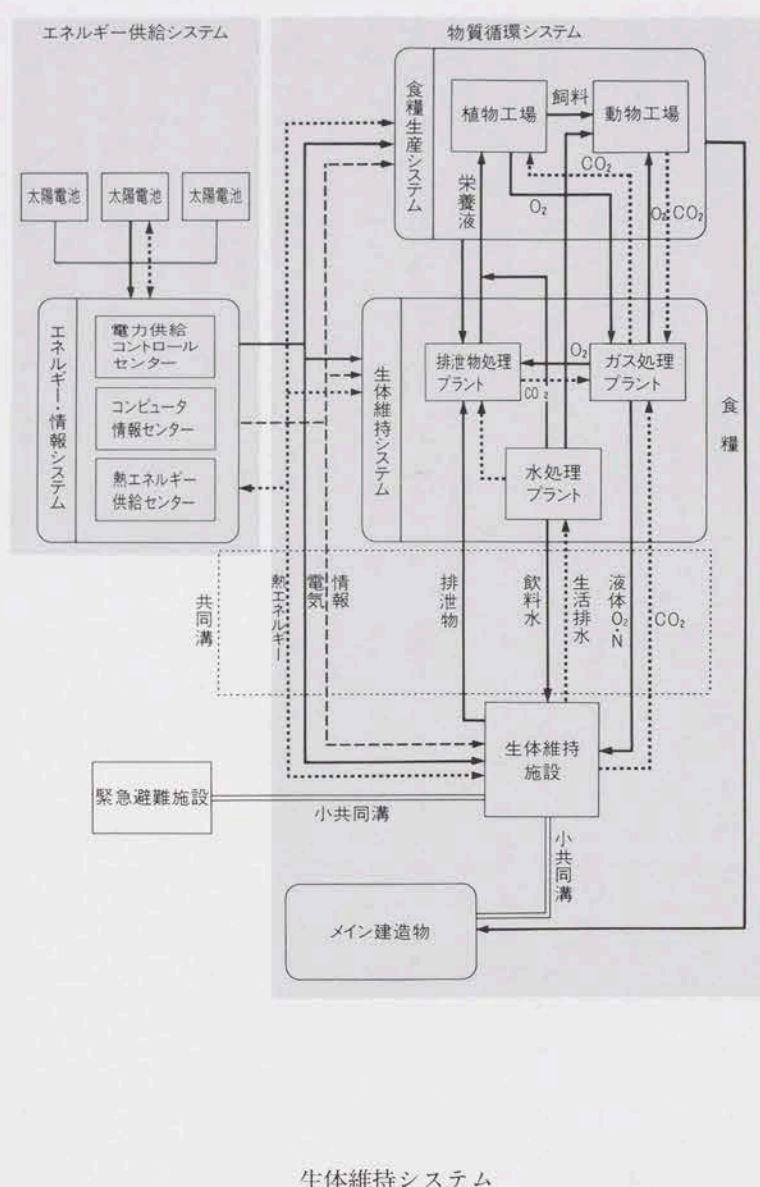 エネルギー供給システム
物質循環システム
食糧生産システム
植物工場
飼料
動物工場
CO₂
栄養液
O₂
O₂
CO₂
太陽電池
太陽電池
太陽電池
エネルギー・情報システム
電力供給
コントロール
センター
コンピュータ
情報センター
熱エネルギー
供給センター
生体維持システム
排泄物処理
プラント
O₂
CO₂
ガス処理
プラント
水処理
プラント
食糧
共同溝
熱エネルギー
電気
情報
排泄物
飲料水
生活排水
液体O₂・N
CO₂
生体維持
施設
緊急避難施設
小共同溝
小共同溝
メイン建造物
生体維持システム